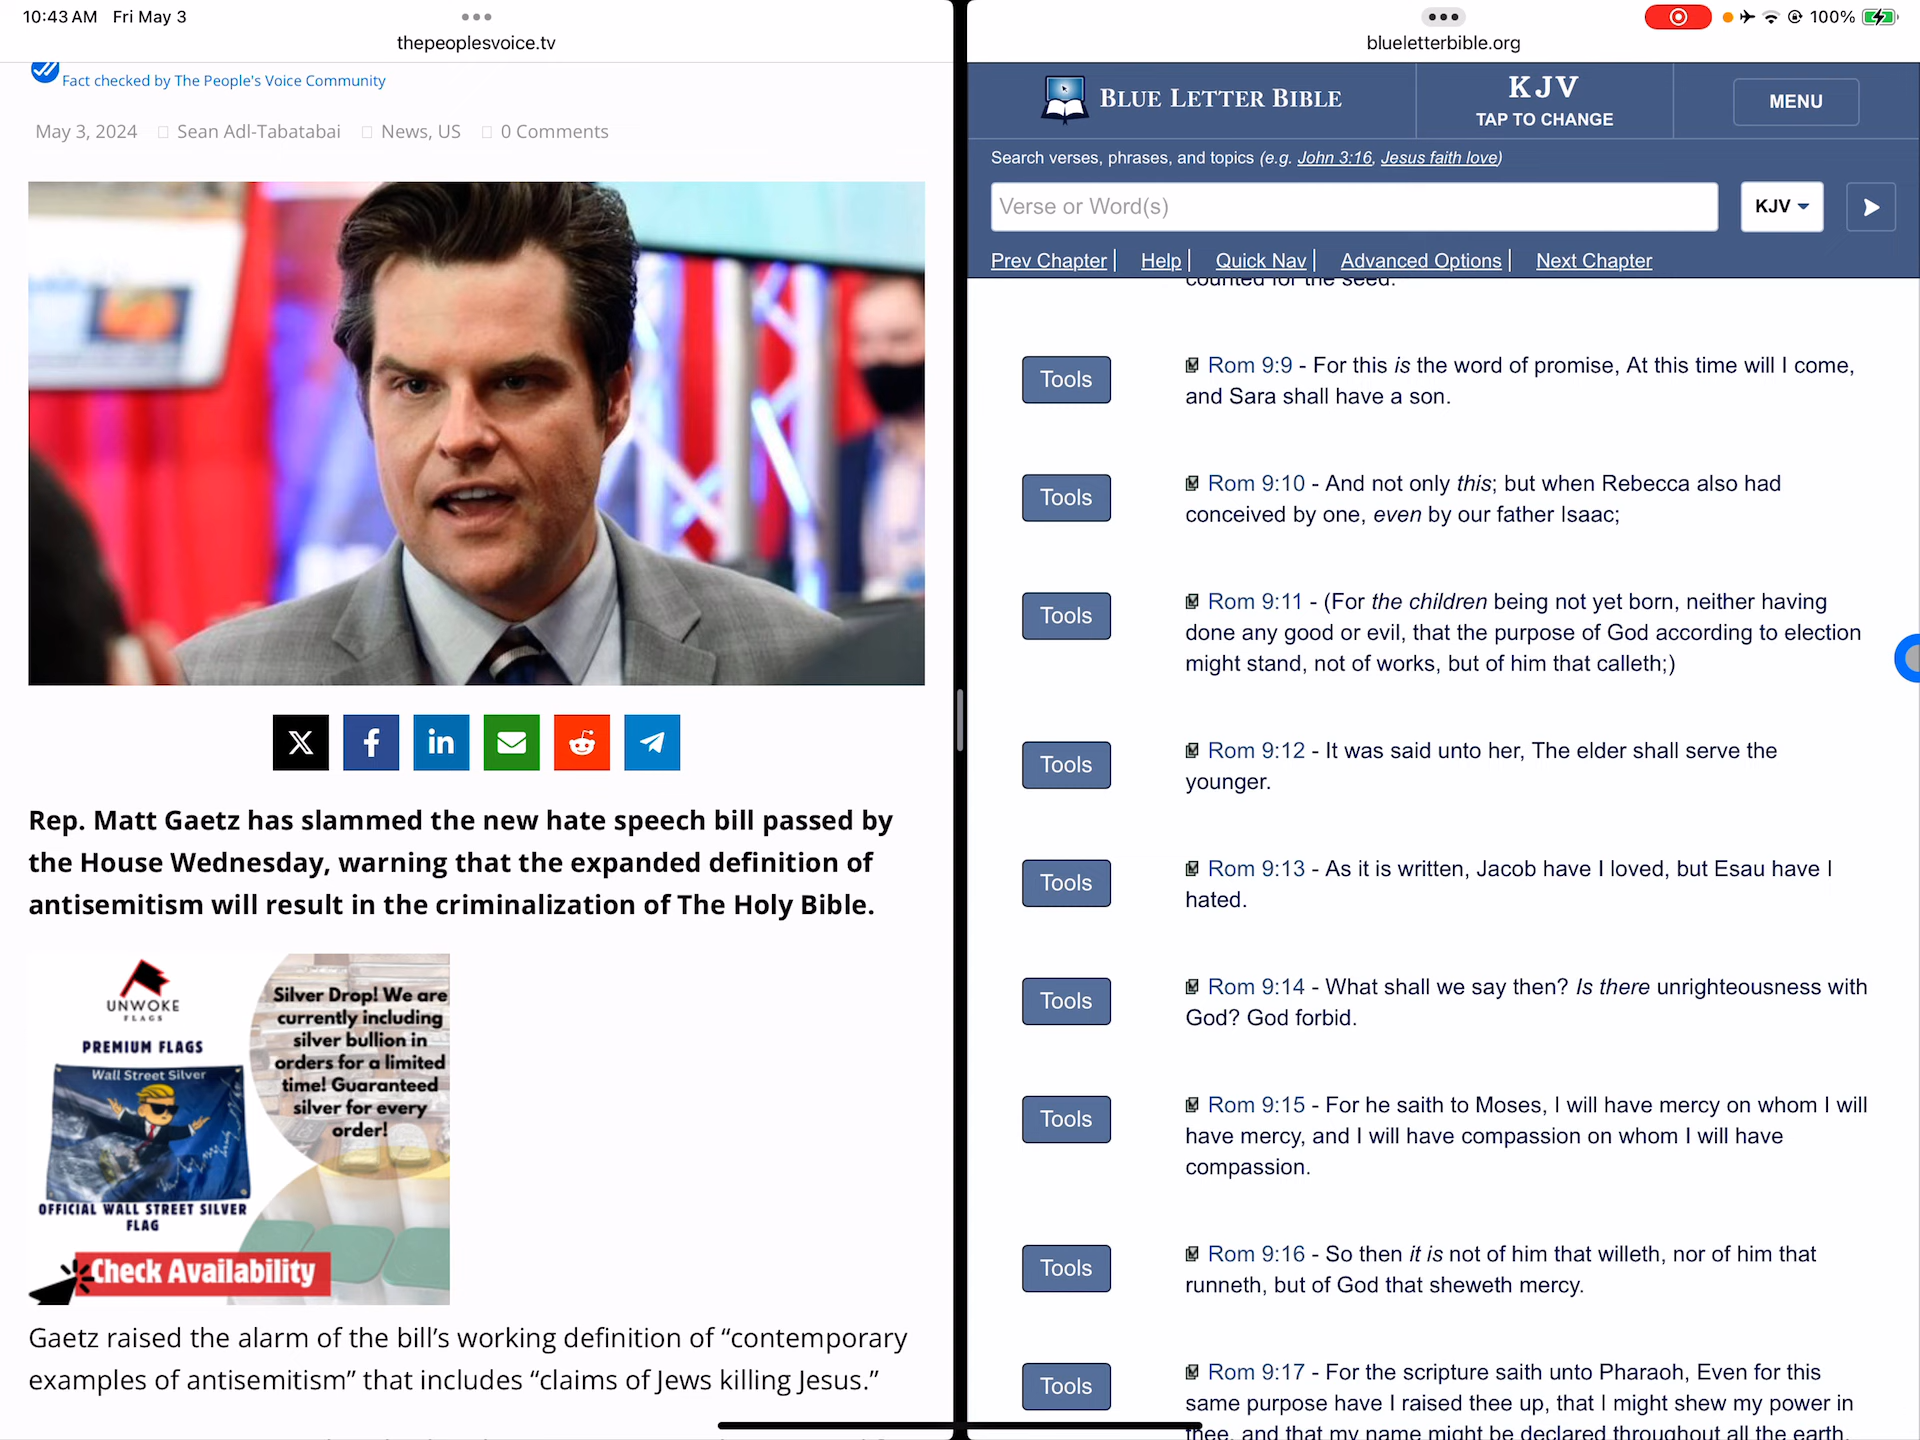 10:43 AM Fri May 3
thepeoplesvoice.tv
Fact checked by The People's Voice Community
May 3, 2024 Sean Adl-Tabatabai News, US 0 Comments
Rep. Matt Gaetz has slammed the new hate speech bill passed by
the House Wednesday, warning that the expanded definition of
antisemitism will result in the criminalization of The Holy Bible.
UNWOKE
FLAGS
PREMIUM FLAGS
Wall Street Silver
OFFICIAL WALL STREET SILVER
FLAG
Silver Drop! We are
currently including
silver bullion in
orders for a limited
time! Guaranteed
silver for every
order!
Check Availability
Gaetz raised the alarm of the bill’s working definition of “contemporary
examples of antisemitism” that includes “claims of Jews killing Jesus.”
100%
blueletterbible.org
BLUE LETTER BIBLE
KJV
TAP TO CHANGE
MENU
Search verses, phrases, and topics (e.g. John 3:16, Jesus faith love)
Verse or Word(s)
KJV
Prev Chapter | Help | Quick Nav | Advanced Options | Next Chapter
counted for the seed.
Tools
Rom 9:9 - For this is the word of promise, At this time will I come,
and Sara shall have a son.
Tools
Rom 9:10 - And not only this; but when Rebecca also had
conceived by one, even by our father Isaac;
Tools
Rom 9:11 - (For the children being not yet born, neither having
done any good or evil, that the purpose of God according to election
might stand, not of works, but of him that calleth;)
Tools
Rom 9:12 - It was said unto her, The elder shall serve the
younger.
Tools
Rom 9:13 - As it is written, Jacob have I loved, but Esau have I
hated.
Tools
Rom 9:14 - What shall we say then? Is there unrighteousness with
God? God forbid.
Tools
Rom 9:15 - For he saith to Moses, I will have mercy on whom I will
have mercy, and I will have compassion on whom I will have
compassion.
Tools
Rom 9:16 - So then it is not of him that willeth, nor of him that
runneth, but of God that sheweth mercy.
Tools
Rom 9:17 - For the scripture saith unto Pharaoh, Even for this
same purpose have I raised thee up, that I might shew my power in
thee, and that my name might be declared throughout all the earth.